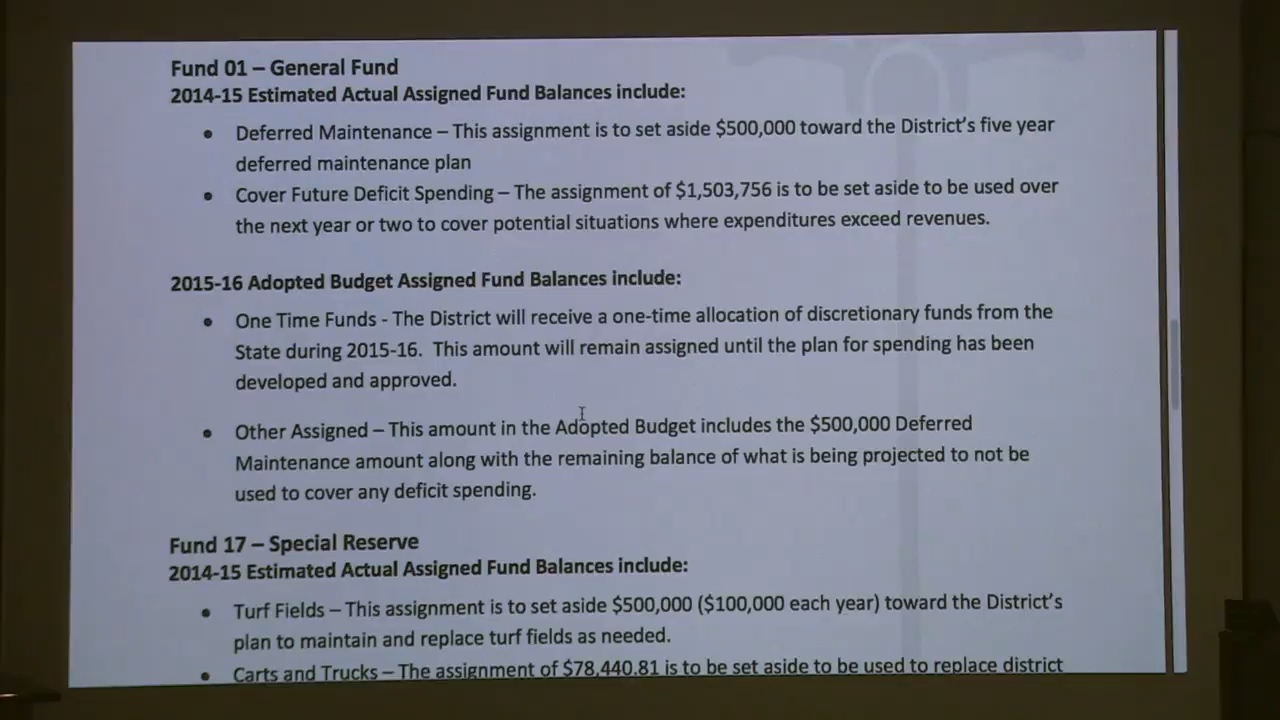 Fund 01 – General Fund
2014-15 Estimated Actual Assigned Fund Balances include:
• Deferred Maintenance – This assignment is to set aside $500,000 toward the District's five year
deferred maintenance plan
• Cover Future Deficit Spending – The assignment of $1,503,756 is to be set aside to be used over
the next year or two to cover potential situations where expenditures exceed revenues.
2015-16 Adopted Budget Assigned Fund Balances include:
• One Time Funds - The District will receive a one-time allocation of discretionary funds from the
State during 2015-16. This amount will remain assigned until the plan for spending has been
developed and approved.
• Other Assigned – This amount in the Adopted Budget includes the $500,000 Deferred
Maintenance amount along with the remaining balance of what is being projected to not be
used to cover any deficit spending.
Fund 17 – Special Reserve
2014-15 Estimated Actual Assigned Fund Balances include:
• Turf Fields – This assignment is to set aside $500,000 ($100,000 each year) toward the District's
plan to maintain and replace turf fields as needed.
• Carts and Trucks – The assignment of $78,440.81 is to be set aside to be used to replace district